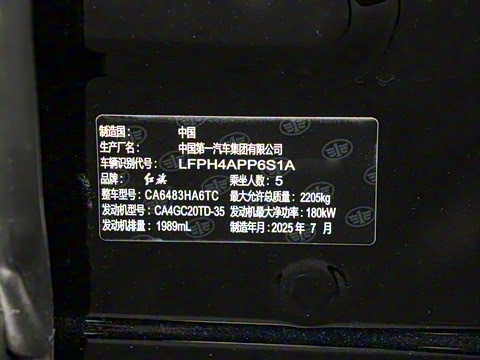 制造国： 中国
生产厂名： 中国第一汽车集团有限公司
车辆识别代号： LFPH4APP6S1A
品牌： 红旗 乘坐人数：5
整车型号：CA6483HA6TC 最大允许总质量：2205kg
发动机型号：CA4GC20TD-35 发动机最大净功率：180kW
发动机排量：1989mL 制造年月：2025年 7 月